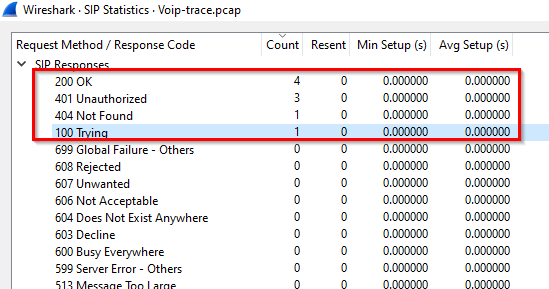 Wireshark · SIP Statistics · Voip-trace.pcap
Request Method / Response Code Count Resent Min Setup (s) Avg Setup (s)
SIP Responses
200 OK 4 0 0.000000 0.000000
401 Unauthorized 3 0 0.000000 0.000000
404 Not Found 1 0 0.000000 0.000000
100 Trying 1 0 0.000000 0.000000
699 Global Failure - Others 0 0 0.000000 0.000000
608 Rejected 0 0 0.000000 0.000000
607 Unwanted 0 0 0.000000 0.000000
606 Not Acceptable 0 0 0.000000 0.000000
604 Does Not Exist Anywhere 0 0 0.000000 0.000000
603 Decline 0 0 0.000000 0.000000
600 Busy Everywhere 0 0 0.000000 0.000000
599 Server Error - Others 0 0 0.000000 0.000000
513 Message Too Large 0 0 0.000000 0.000000